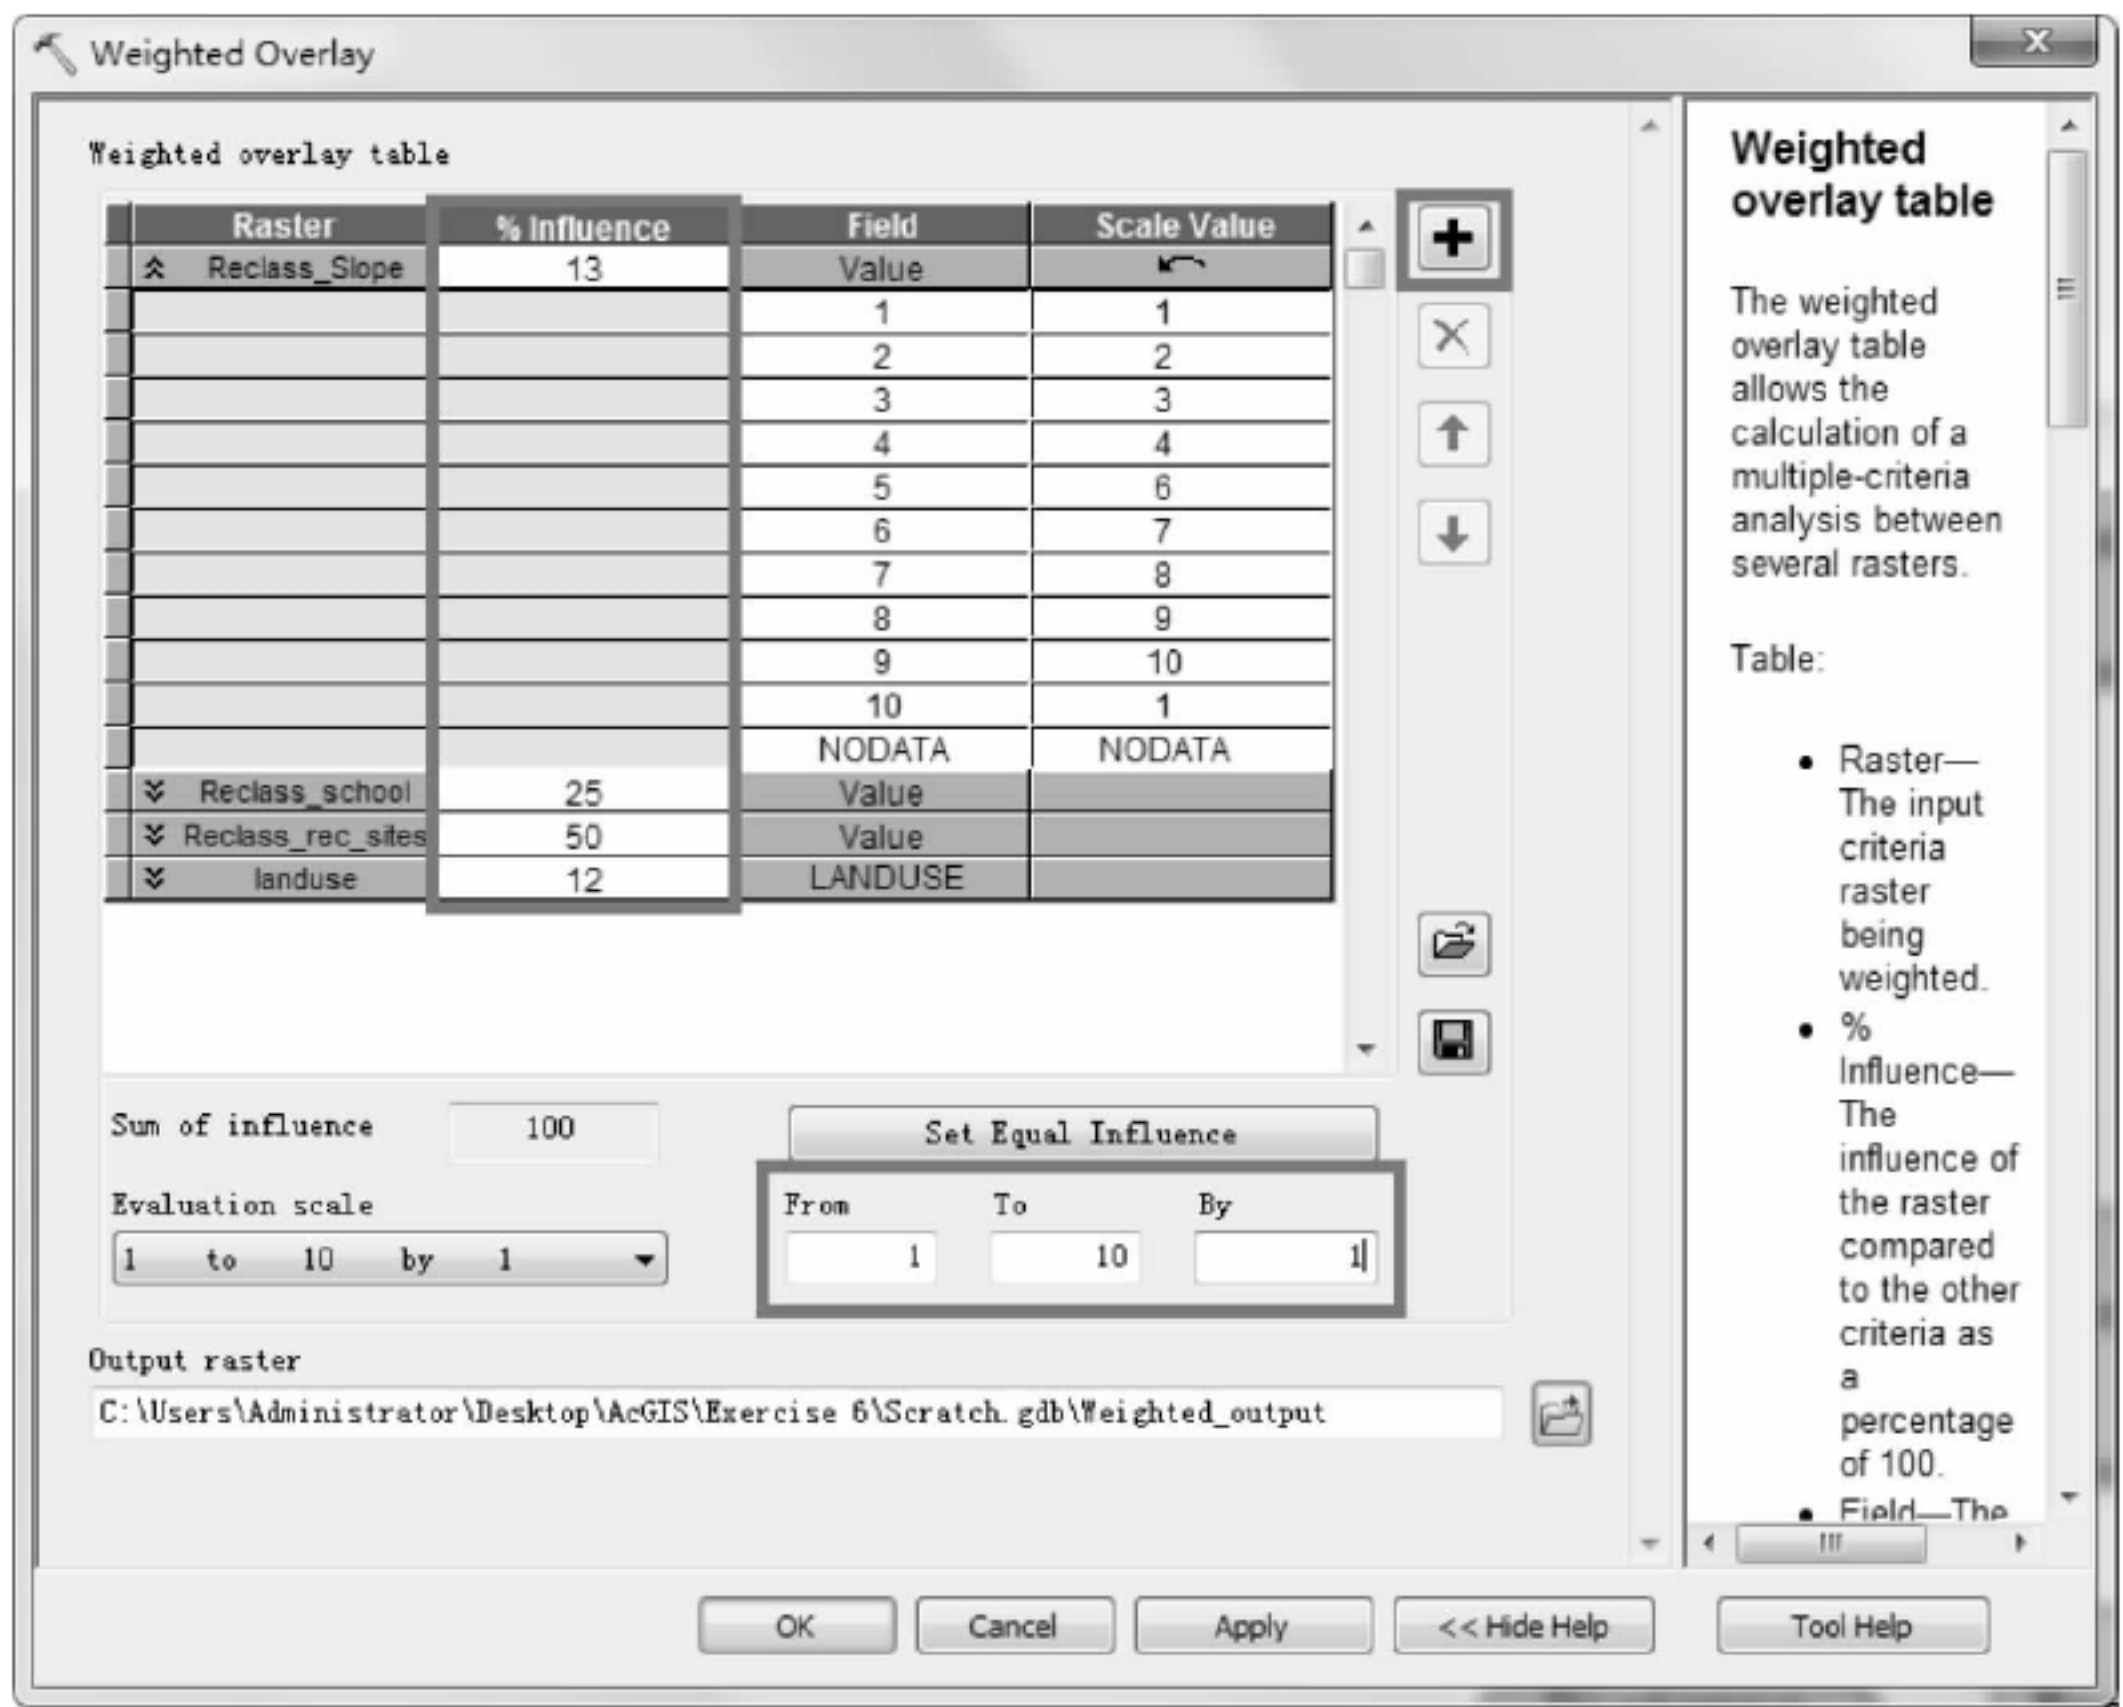 Weighted Overlay
Weighted overlay table
Raster % Influence Field Scale Value
Reclass_Slope 13 Value
1 1
2 2
3 3
4 4
5 6
6 7
7 8
8 9
9 10
10 1
NODATA NODATA
Reclass_school 25 Value
Reclass_rec_sites 50 Value
landuse 12 LANDUSE
Sum of influence 100
Set Equal Influence
Evaluation scale
1 to 10 by 1
From To By
1 10 1
Output raster
C:\Users\Administrator\Desktop\AcGIS\Exercise 6\Scratch.gdb\Weighted_output
Weighted
overlay table
The weighted
overlay table
allows the
calculation of a
multiple-criteria
analysis between
several rasters.
Table:
• Raster—
The input
criteria
raster
being
weighted.
• %
Influence—
The
influence of
the raster
compared
to the other
criteria as
a
percentage
of 100.
• Field—The
OK Cancel Apply << Hide Help Tool Help